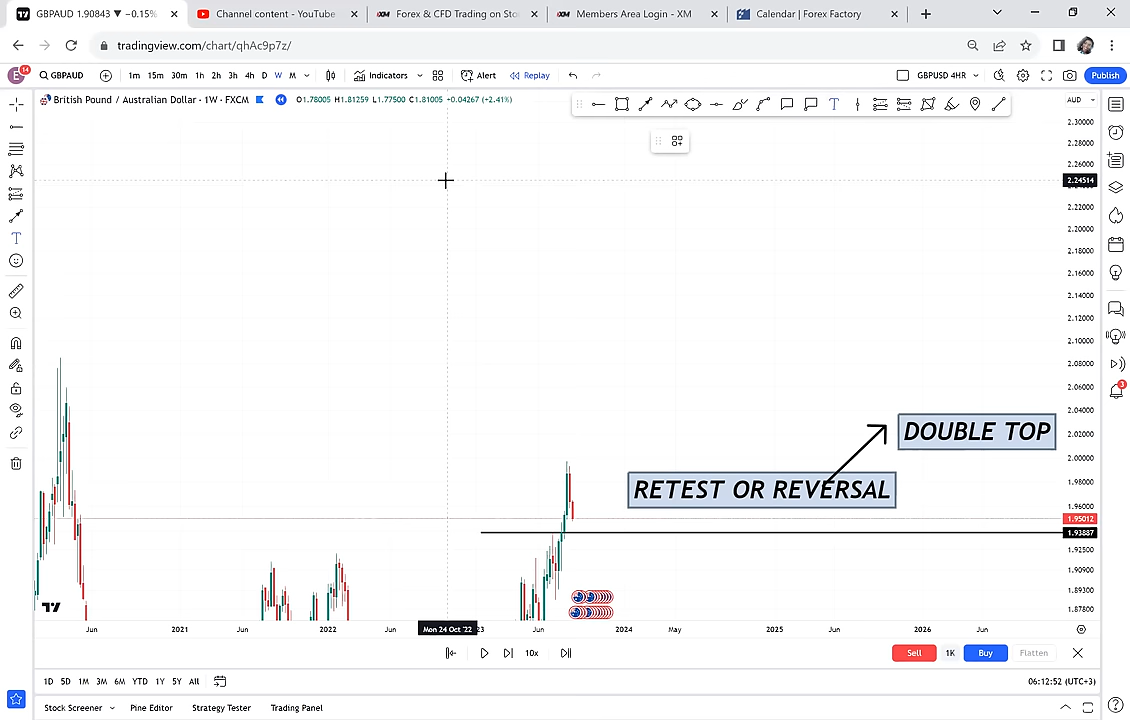 GBPAUD 1.90843 ▼ −0.15%
Channel content - YouTube
XM Forex & CFD Trading on Sto
XM Members Area Login - XM
Calendar | Forex Factory
tradingview.com/chart/qhAc9p7z/
E 14 GBPAUD 1m 15m 30m 1h 2h 3h 4h D W M Indicators Alert Replay GBPUSD 4HR Publish
British Pound / Australian Dollar · 1W · FXCM O1.78005 H1.81259 L1.77500 C1.81005 +0.04267 (+2.41%)
AUD
2.30000
2.28000
2.26000
2.24514
2.22000
2.20000
2.18000
2.16000
2.14000
2.12000
2.10000
2.08000
2.06000
2.04000
DOUBLE TOP
2.02000
2.00000
1.98000
RETEST OR REVERSAL
1.96000
1.95012
1.93887
1.92500
1.90900
1.89300
1.87800
3
Jun 2021 Jun 2022 Jun Mon 24 Oct '22 23 Jun 2024 May 2025 Jun 2026 Jun
10x Sell 1K Buy Flatten
1D 5D 1M 3M 6M YTD 1Y 5Y All 06:12:52 (UTC+3)
Stock Screener Pine Editor Strategy Tester Trading Panel